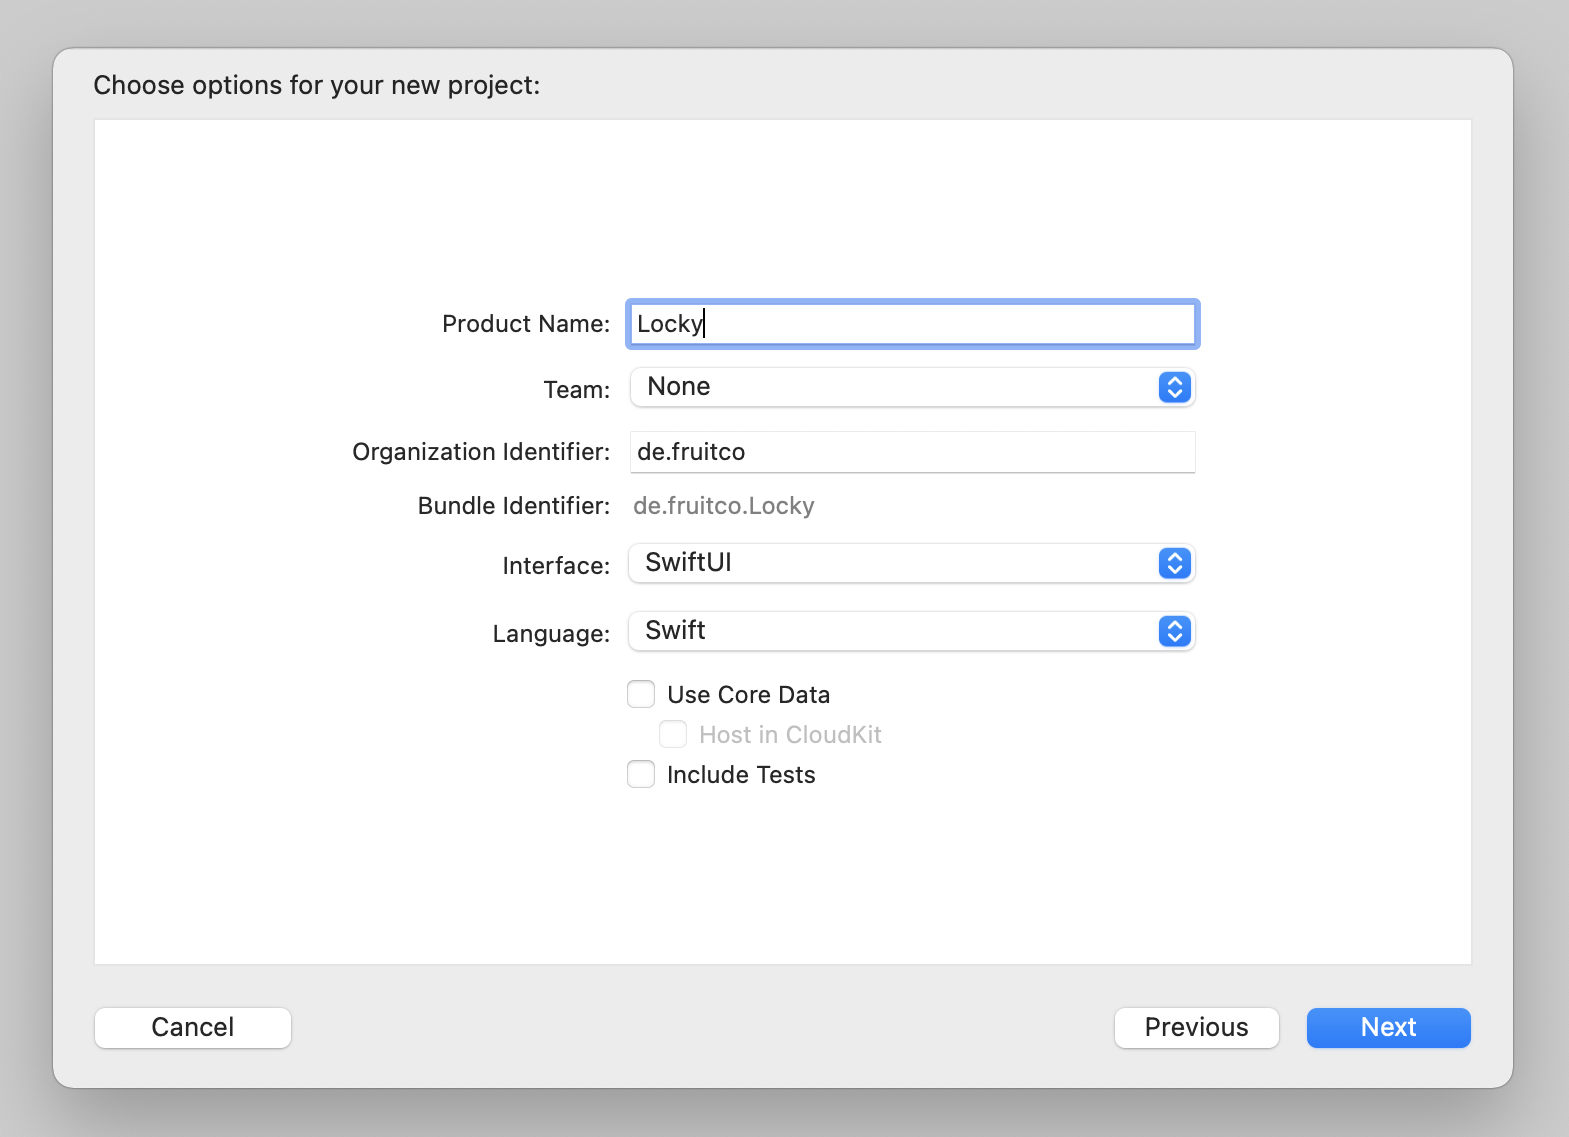 Choose options for your new project:
Product Name: Locky
Team: None
Organization Identifier: de.fruitco
Bundle Identifier: de.fruitco.Locky
Interface: SwiftUI
Language: Swift
Use Core Data
Host in CloudKit
Include Tests
Cancel Previous Next